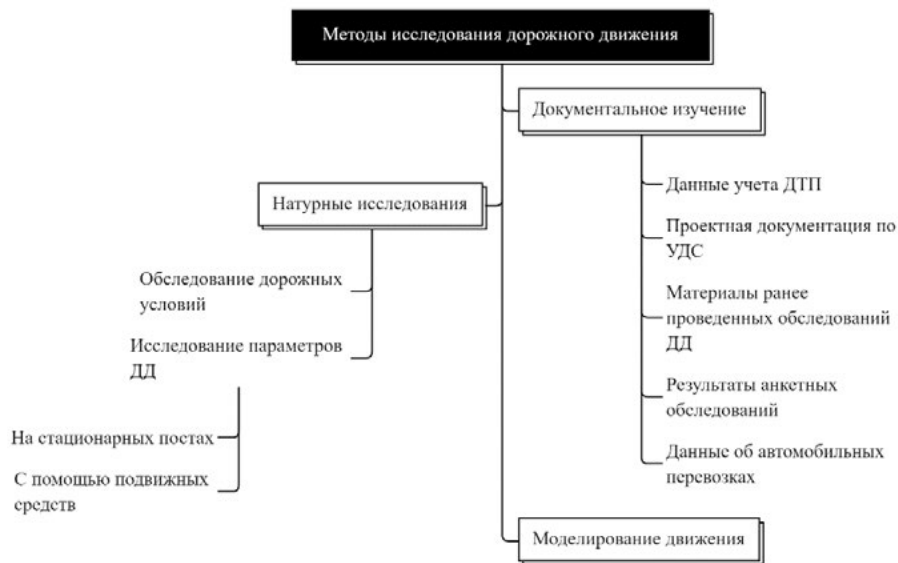 Методы исследования дорожного движения
Документальное изучение
Данные учета ДТП
Проектная документация по
УДС
Материалы ранее
проведенных обследований
ДД
Результаты анкетных
обследований
Данные об автомобильных
перевозках
Натурные исследования
Обследование дорожных
условий
Исследование параметров
ДД
На стационарных постах
С помощью подвижных
средств
Моделирование движения